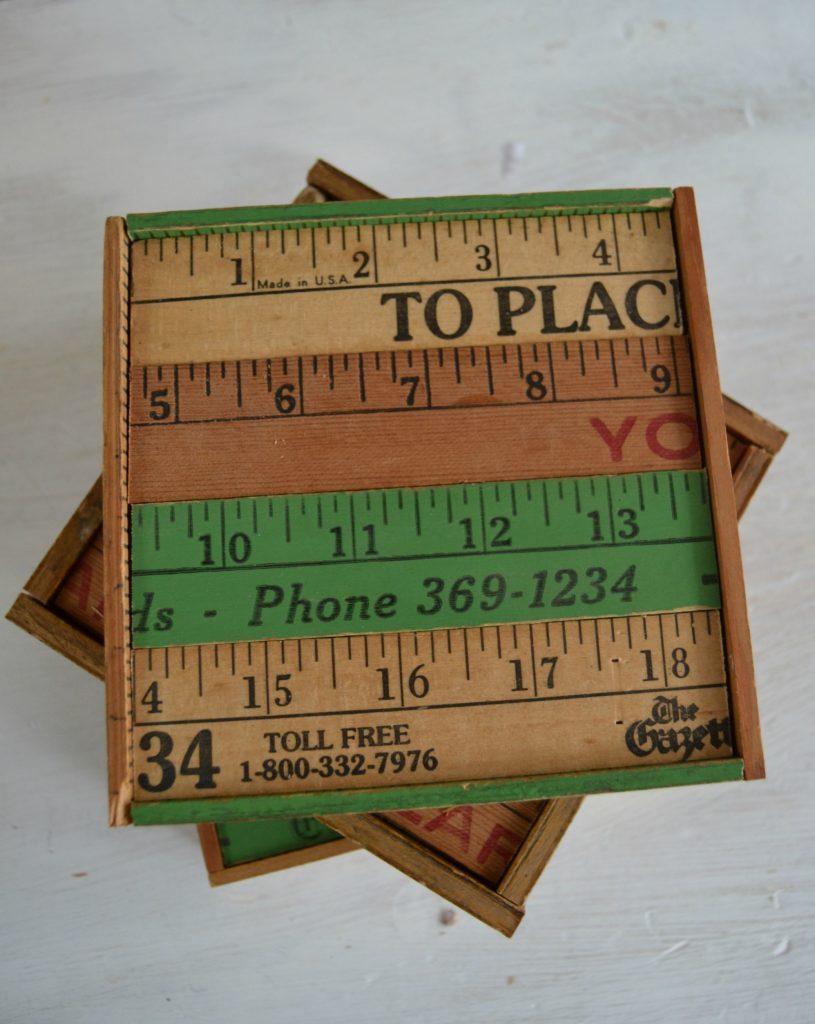 1 2 3 4
Made in U.S.A.
TO PLAC
5 6 7 8 9
YO
10 11 12 13
ds - Phone 369-1234 -
4 15 16 17 18
34 TOLL FREE
1-800-332-7976
The
Gazett
EAR